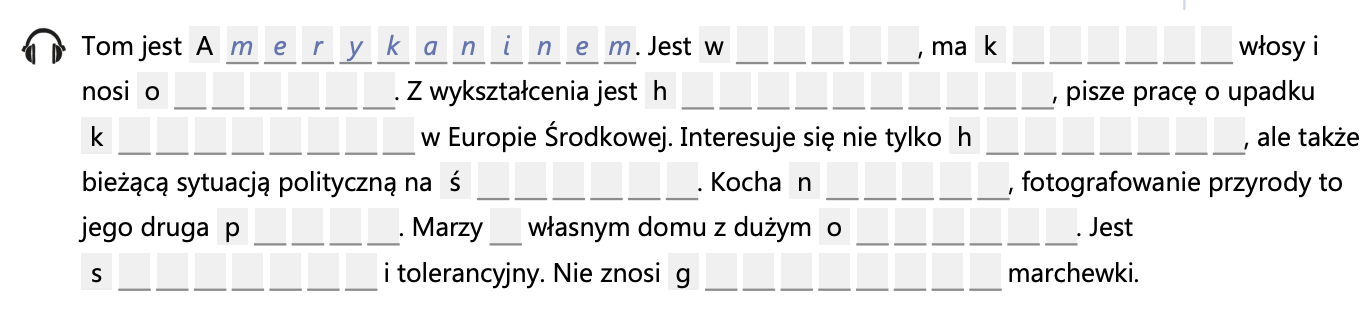 Tom jest A m e r y k a n i n e m. Jest w _ _ _ _ _, ma k _ _ _ _ _ _ włosy i
nosi o _ _ _ _ _ _. Z wykształcenia jest h _ _ _ _ _ _ _ _ _ _, pisze pracę o upadku
k _ _ _ _ _ _ _ _ w Europie Środkowej. Interesuje się nie tylko h _ _ _ _ _ _ _, ale także
bieżącą sytuacją polityczną na ś _ _ _ _ _ _. Kocha n _ _ _ _ _, fotografowanie przyrody to
jego druga p _ _ _ _. Marzy _ własnym domu z dużym o _ _ _ _ _ _. Jest
s _ _ _ _ _ _ _ i tolerancyjny. Nie znosi g _ _ _ _ _ _ _ _ marchewki.